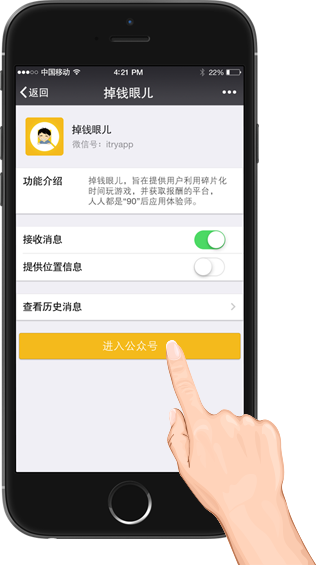 中国移动 4:21 PM 22%
返回 掉钱眼儿
掉钱眼儿
微信号：itryapp
功能介绍 掉钱眼儿，旨在提供用户利用碎片化
时间玩游戏，并获取报酬的平台，
人人都是“90”后应用体验师。
接收消息
提供位置信息
查看历史消息
进入公众号